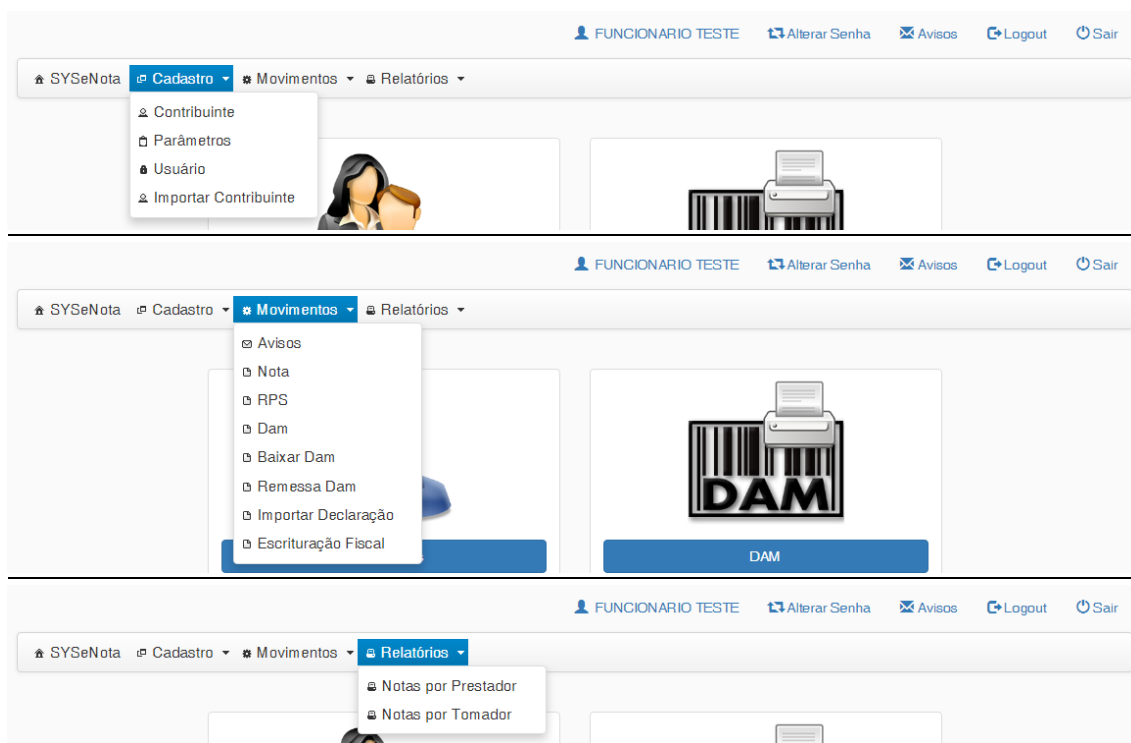 FUNCIONARIO TESTE Alterar Senha Avisos Logout Sair
SYSeNota Cadastro Movimentos Relatórios
Contribuinte
Parâmetros
Usuário
Importar Contribuinte
FUNCIONARIO TESTE Alterar Senha Avisos Logout Sair
SYSeNota Cadastro Movimentos Relatórios
Avisos
Nota
RPS
Dam
Baixar Dam
Remessa Dam
Importar Declaração
Escrituração Fiscal
DAM
DAM
FUNCIONARIO TESTE Alterar Senha Avisos Logout Sair
SYSeNota Cadastro Movimentos Relatórios
Notas por Prestador
Notas por Tomador